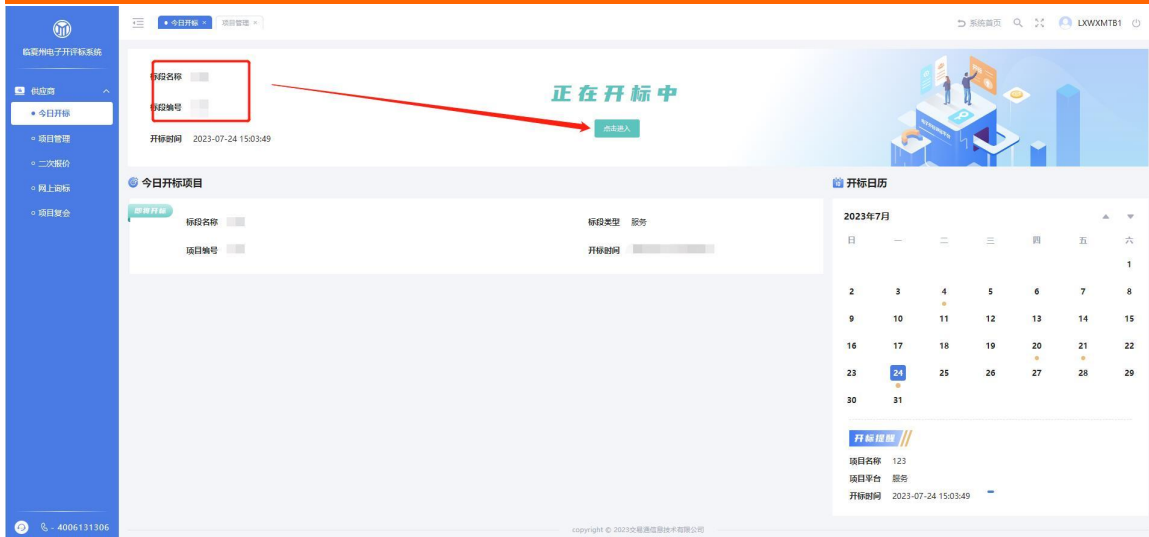 临夏州电子开评标系统
供应商
今日开标
项目管理
二次报价
网上询标
项目复会
- 4006131306
今日开标 ×
项目管理 ×
系统首页
LXWXMTB1
标段名称
标段编号
开标时间 2023-07-24 15:03:49
正在开标中
点击进入
今日开标项目
即将开标
标段名称
标段类型 服务
项目编号
开标时间
开标日历
2023年7月
日 一 二 三 四 五 六
1
2 3 4 5 6 7 8
9 10 11 12 13 14 15
16 17 18 19 20 21 22
23 24 25 26 27 28 29
30 31
开标提醒
项目名称 123
项目平台 服务
开标时间 2023-07-24 15:03:49
copyright © 2023交易通信息技术有限公司